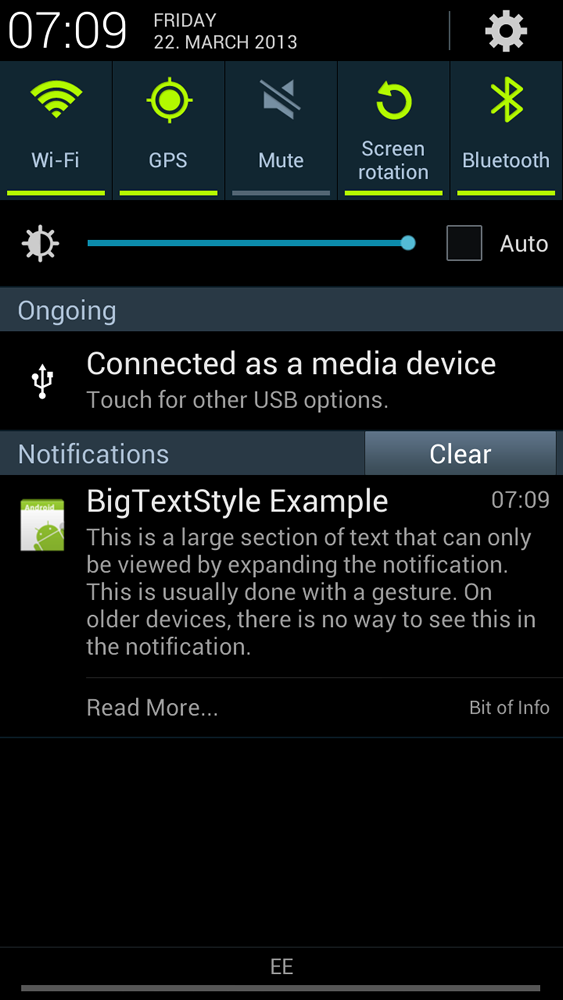 07:09
FRIDAY
22. MARCH 2013
Wi-Fi
GPS
Mute
Screen
rotation
Bluetooth
Auto
Ongoing
Connected as a media device
Touch for other USB options.
Notifications
Clear
Android
BigTextStyle Example
07:09
This is a large section of text that can only
be viewed by expanding the notification.
This is usually done with a gesture. On
older devices, there is no way to see this in
the notification.
Read More...
Bit of Info
EE